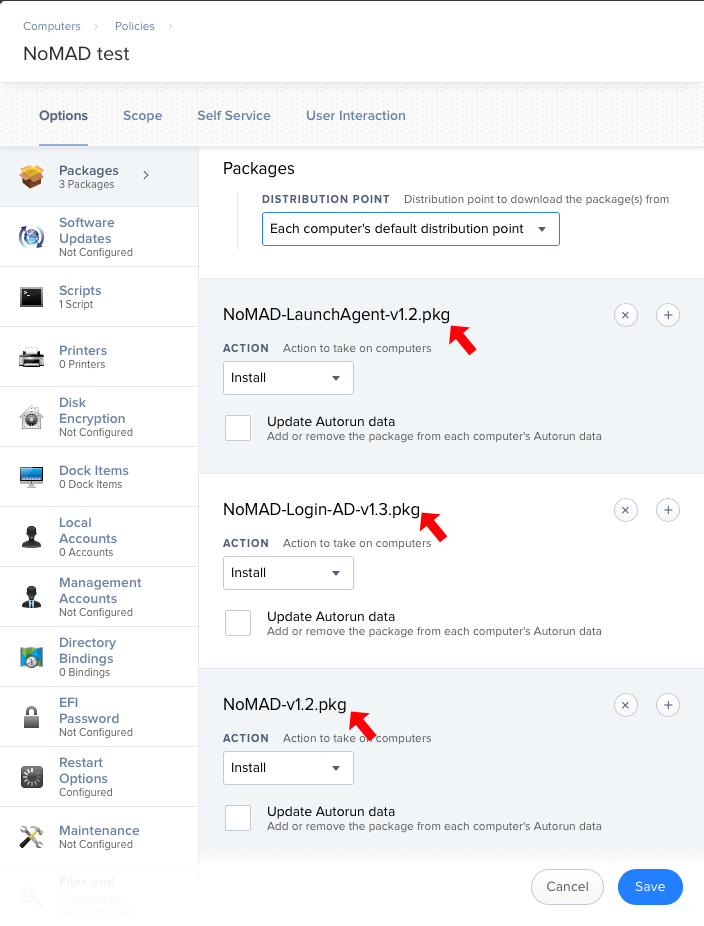 Computers > Policies >
NoMAD test
Options Scope Self Service User Interaction
Packages
3 Packages
Software
Updates
Not Configured
Scripts
1 Script
Printers
0 Printers
Disk
Encryption
Not Configured
Dock Items
0 Dock Items
Local
Accounts
0 Accounts
Management
Accounts
Not Configured
Directory
Bindings
0 Bindings
EFI
Password
Not Configured
Restart
Options
Configured
Maintenance
Not Configured
Files and
Processes
Not Configured
Packages
DISTRIBUTION POINT Distribution point to download the package(s) from
Each computer's default distribution point
NoMAD-LaunchAgent-v1.2.pkg
ACTION Action to take on computers
Install
Update Autorun data
Add or remove the package from each computer's Autorun data
NoMAD-Login-AD-v1.3.pkg
ACTION Action to take on computers
Install
Update Autorun data
Add or remove the package from each computer's Autorun data
NoMAD-v1.2.pkg
ACTION Action to take on computers
Install
Update Autorun data
Add or remove the package from each computer's Autorun data
Cancel Save